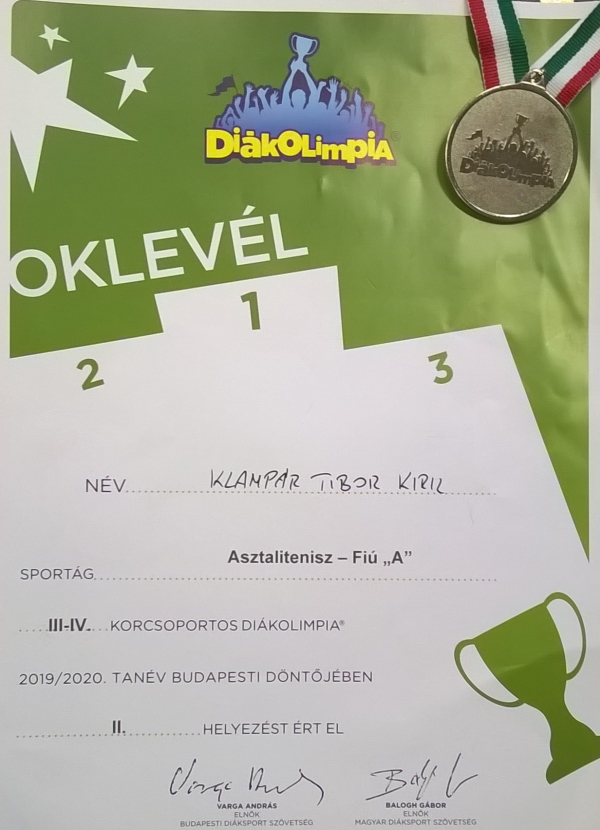 DiákOLimpiA®
DiákOLimpiA
OKLEVÉL
1
2
3
NÉV KLAMPÁR TIBOR KIRIL
Asztalitenisz – Fiú „A”
SPORTÁG
III-IV. KORCSOPORTOS DIÁKOLIMPIA®
2019/2020. TANÉV BUDAPESTI DÖNTŐJÉBEN
II. HELYEZÉST ÉRT EL
VARGA ANDRÁS
ELNÖK
BUDAPESTI DIÁKSPORT SZÖVETSÉG
BALOGH GÁBOR
ELNÖK
MAGYAR DIÁKSPORT SZÖVETSÉG